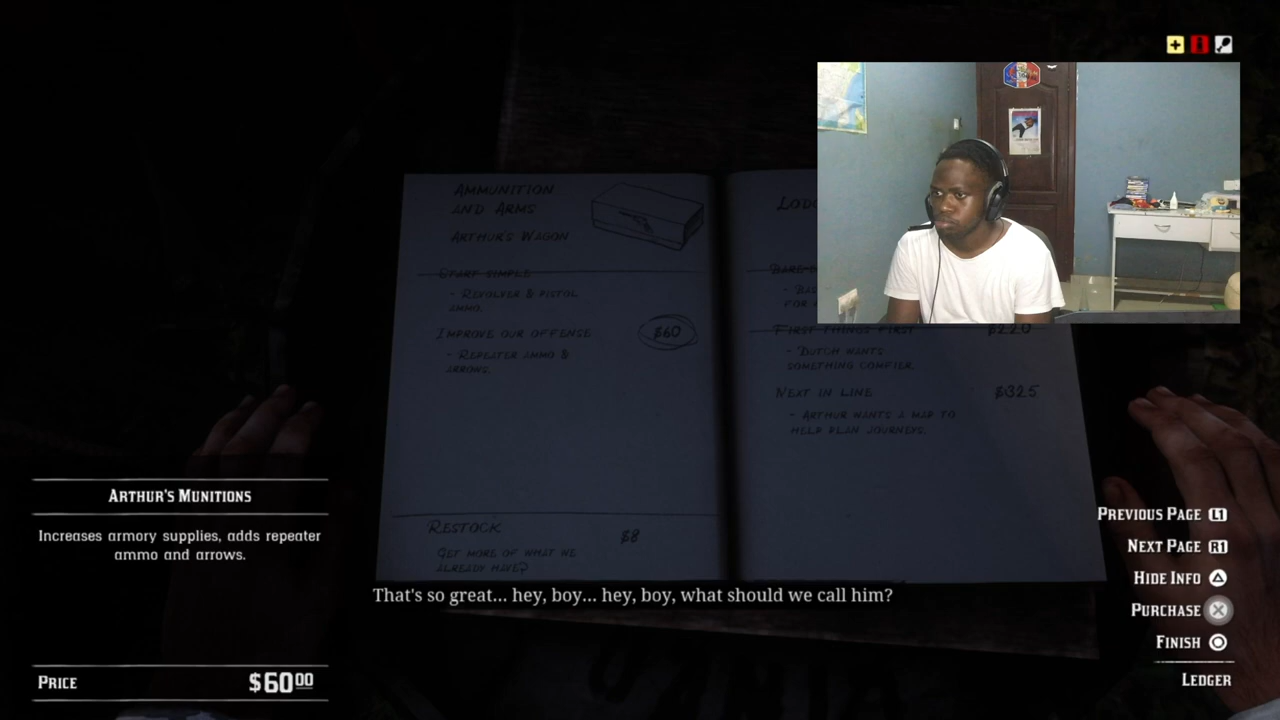 AMMUNITION
AND ARMS
ARTHUR'S WAGON
START SIMPLE
- REVOLVER & PISTOL
AMMO.
IMPROVE OUR OFFENSE $60
- REPEATER AMMO &
ARROWS.
RESTOCK $8
GET MORE OF WHAT WE
ALREADY HAVE?
FIRST THINGS FIRST $220
- DUTCH WANTS
SOMETHING COMFIER.
NEXT IN LINE $325
- ARTHUR WANTS A MAP TO
HELP PLAN JOURNEYS.
ARTHUR'S MUNITIONS
Increases armory supplies, adds repeater
ammo and arrows.
PRICE $60.00
That's so great... hey, boy... hey, boy, what should we call him?
PREVIOUS PAGE L1
NEXT PAGE R1
HIDE INFO
PURCHASE
FINISH
LEDGER